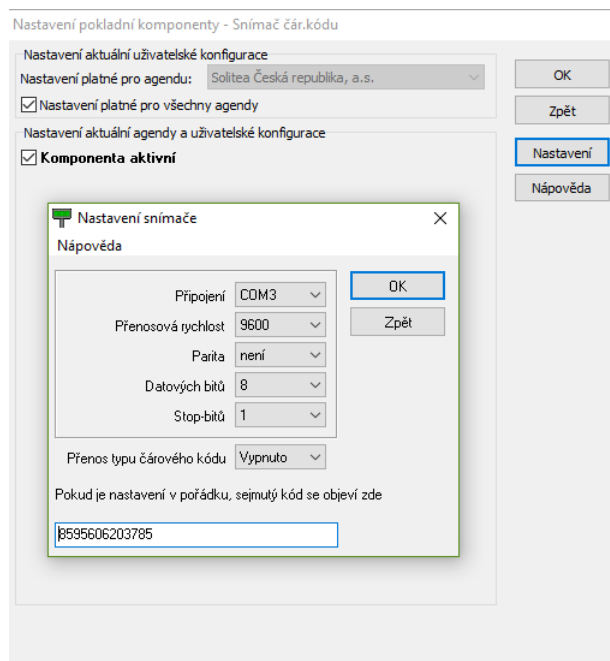 Nastavení pokladní komponenty - Snímač čár.kódu
Nastavení aktuální uživatelské konfigurace
Nastavení platné pro agendu: Solitea Česká republika, a.s.
OK
Nastavení platné pro všechny agendy
Zpět
Nastavení aktuální agendy a uživatelské konfigurace
Komponenta aktivní
Nastavení
Nápověda
Nastavení snímače
Nápověda
Připojení COM3
OK
Přenosová rychlost 9600
Zpět
Parita není
Datových bitů 8
Stop-bitů 1
Přenos typu čárového kódu Vypnuto
Pokud je nastavení v pořádku, sejmutý kód se objeví zde
8595606203785